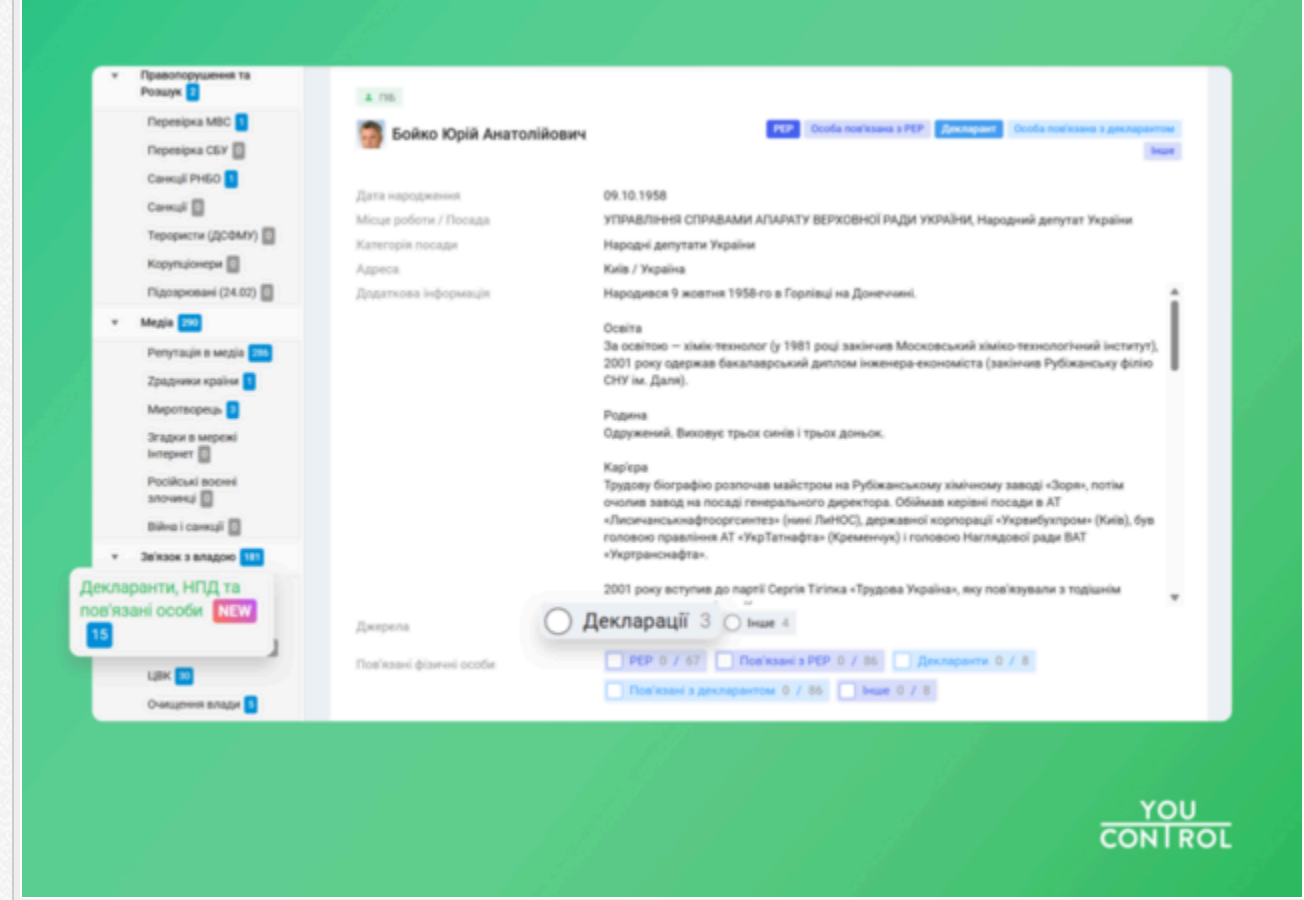 Правопорушення та
Розшук 2
Перевірка МВС 1
Перевірка СБУ 0
Санкції РНБО 1
Санкції 0
Терористи (ДСФМУ) 0
Корупціонери 0
Підозрювані (24.02) 0
Медіа 290
Репутація в медіа 286
Zрадники країни 1
Миротворець 3
Згадки в мережі
Інтернет 0
Російські воєнні
злочинці 0
Війна і санкції 0
Зв'язок з владою 181
Декларанти, НПД та
пов'язані особи NEW
15
ЦВК 30
Очищення влади 5
ПІБ
Бойко Юрій Анатолійович
PEP Особа пов'язана з PEP Декларант Особа пов'язана з декларантом
Інше
Дата народження 09.10.1958
Місце роботи / Посада УПРАВЛІННЯ СПРАВАМИ АПАРАТУ ВЕРХОВНОЇ РАДИ УКРАЇНИ, Народний депутат України
Категорія посади Народні депутати України
Адреса Київ / Україна
Додаткова інформація Народився 9 жовтня 1958-го в Горлівці на Донеччині.
Освіта
За освітою — хімік-технолог (у 1981 році закінчив Московський хіміко-технологічний інститут),
2001 року одержав бакалаврський диплом інженера-економіста (закінчив Рубіжанську філію
СНУ ім. Даля).
Родина
Одружений. Виховує трьох синів і трьох доньок.
Кар'єра
Трудову біографію розпочав майстром на Рубіжанському хімічному заводі «Зоря», потім
очолив завод на посаді генерального директора. Обіймав керівні посади в АТ
«Лисичанськнафтооргсинтез» (нині ЛиНОС), державної корпорації «Укрвибухпром» (Київ), був
головою правління АТ «УкрТатнафта» (Кременчук) і головою Наглядової ради ВАТ
«Укртранснафта».
2001 року вступив до партії Сергія Тігіпка «Трудова Україна», яку пов'язували з тодішнім
Джерела Декларації 3 Інше 4
Пов'язані фізичні особи PEP 0 / 67 Пов'язані з PEP 0 / 86 Декларанти 0 / 8
Пов'язані з декларантом 0 / 86 Інше 0 / 8
YOU
CONTROL